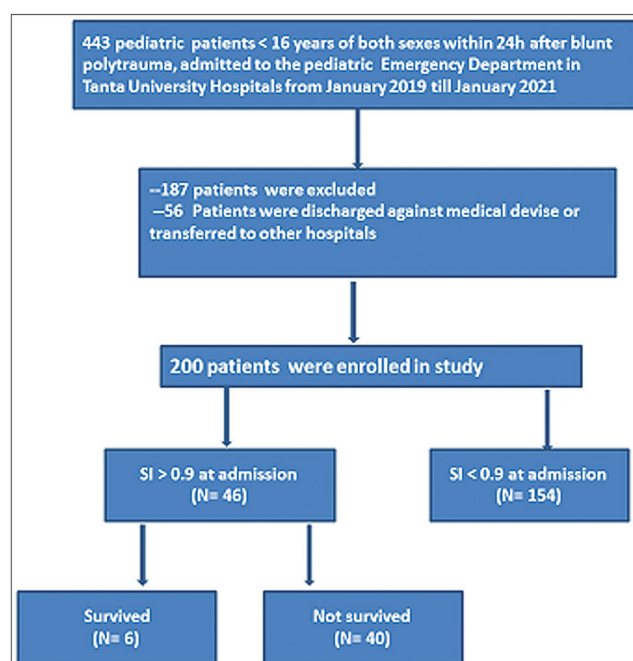 443 pediatric patients < 16 years of both sexes within 24h after blunt
polytrauma, admitted to the pediatric Emergency Department in
Tanta University Hospitals from January 2019 till January 2021
--187 patients were excluded
–56 Patients were discharged against medical devise or
transferred to other hospitals
200 patients were enrolled in study
SI > 0.9 at admission
(N= 46)
SI < 0.9 at admission
(N= 154)
Survived
(N= 6)
Not survived
(N= 40)